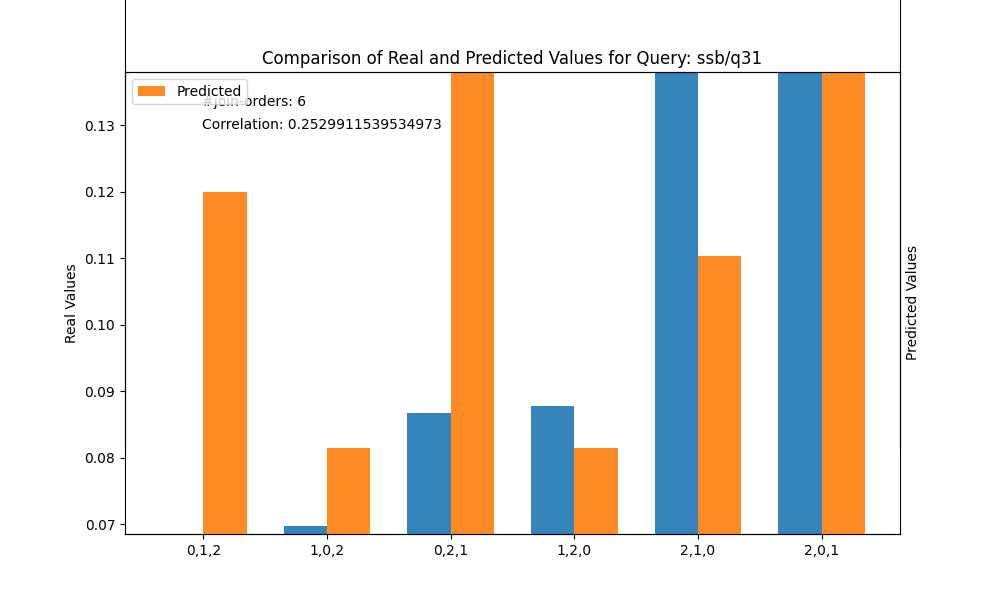 Comparison of Real and Predicted Values for Query: ssb/q31
Predicted
#join-orders: 6
Correlation: 0.2529911539534973
0.13
0.12
0.11
0.10
0.09
0.08
0.07
Real Values
Predicted Values
0,1,2
1,0,2
0,2,1
1,2,0
2,1,0
2,0,1